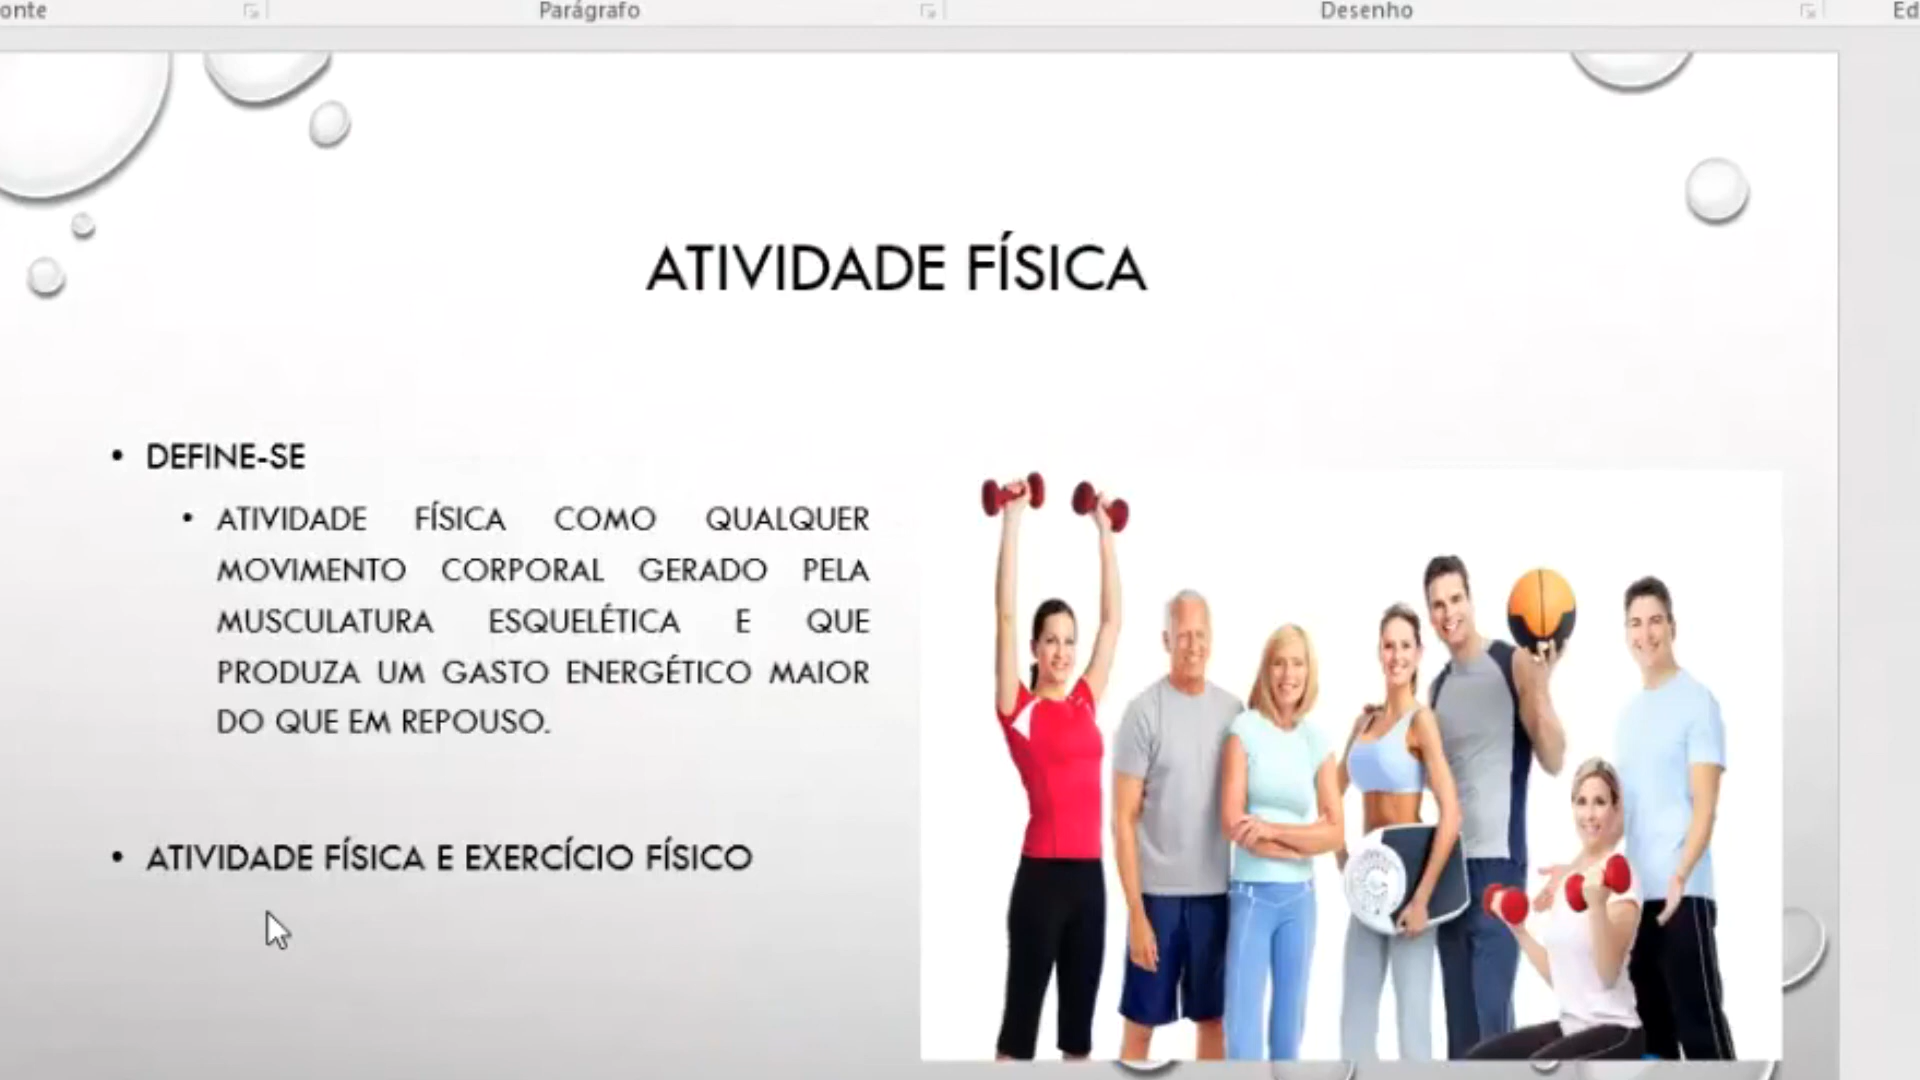 onte Parágrafo Desenho Ed
ATIVIDADE FÍSICA
• DEFINE-SE
• ATIVIDADE FÍSICA COMO QUALQUER
MOVIMENTO CORPORAL GERADO PELA
MUSCULATURA ESQUELÉTICA E QUE
PRODUZA UM GASTO ENERGÉTICO MAIOR
DO QUE EM REPOUSO.
• ATIVIDADE FÍSICA E EXERCÍCIO FÍSICO